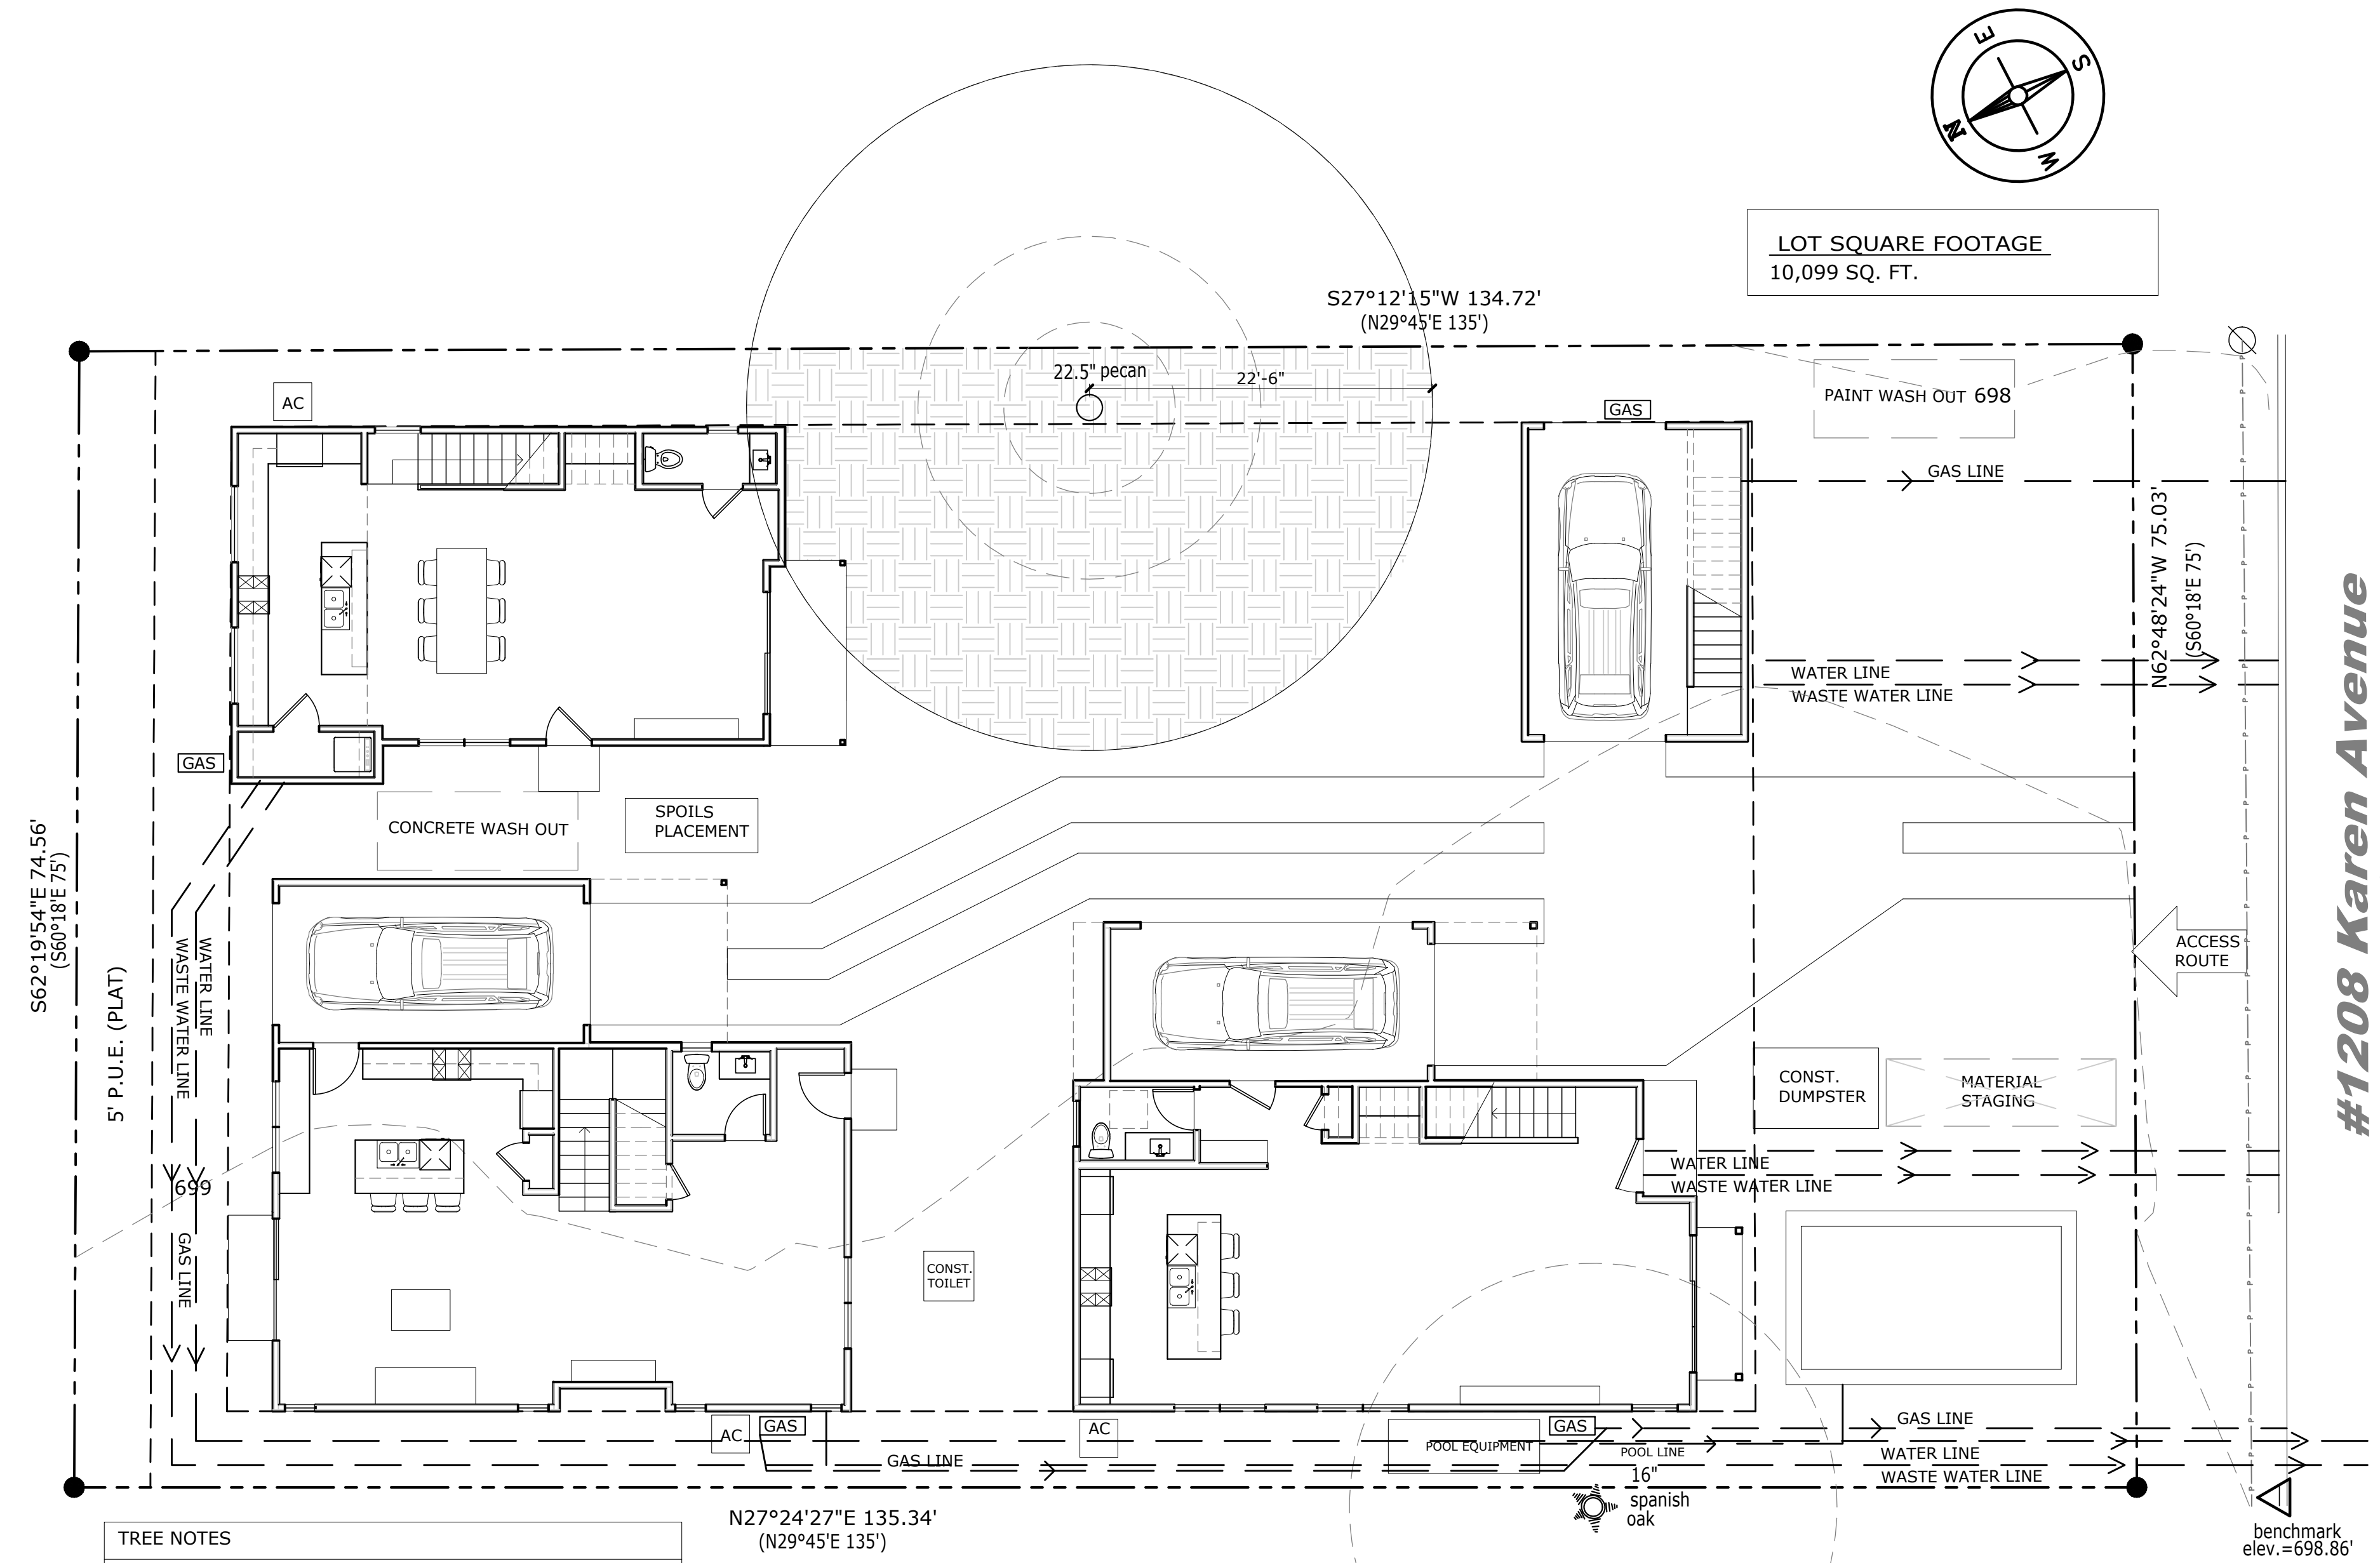 E
S
N
W
LOT SQUARE FOOTAGE
10,099 SQ. FT.
S27°12'15"W 134.72'
(N29°45'E 135')
22.5" pecan
22'-6"
AC
GAS
PAINT WASH OUT 698
GAS LINE
N62°48'24"W 75.03'
(S60°18'E 75')
#1208 Karen Avenue
WATER LINE
WASTE WATER LINE
GAS
CONCRETE WASH OUT
SPOILS
PLACEMENT
S62°19'54"E 74.56'
(S60°18'E 75')
5' P.U.E. (PLAT)
WATER LINE
WASTE WATER LINE
699
GAS LINE
ACCESS
ROUTE
CONST.
DUMPSTER
MATERIAL
STAGING
WATER LINE
WASTE WATER LINE
CONST.
TOILET
AC
GAS
GAS LINE
AC
POOL EQUIPMENT
GAS
POOL LINE
GAS LINE
WATER LINE
WASTE WATER LINE
16"
spanish
oak
N27°24'27"E 135.34'
(N29°45'E 135')
TREE NOTES
benchmark
elev.=698.86'
P P P P P P P P P P P P P P P P P P P P P P P P P P P P